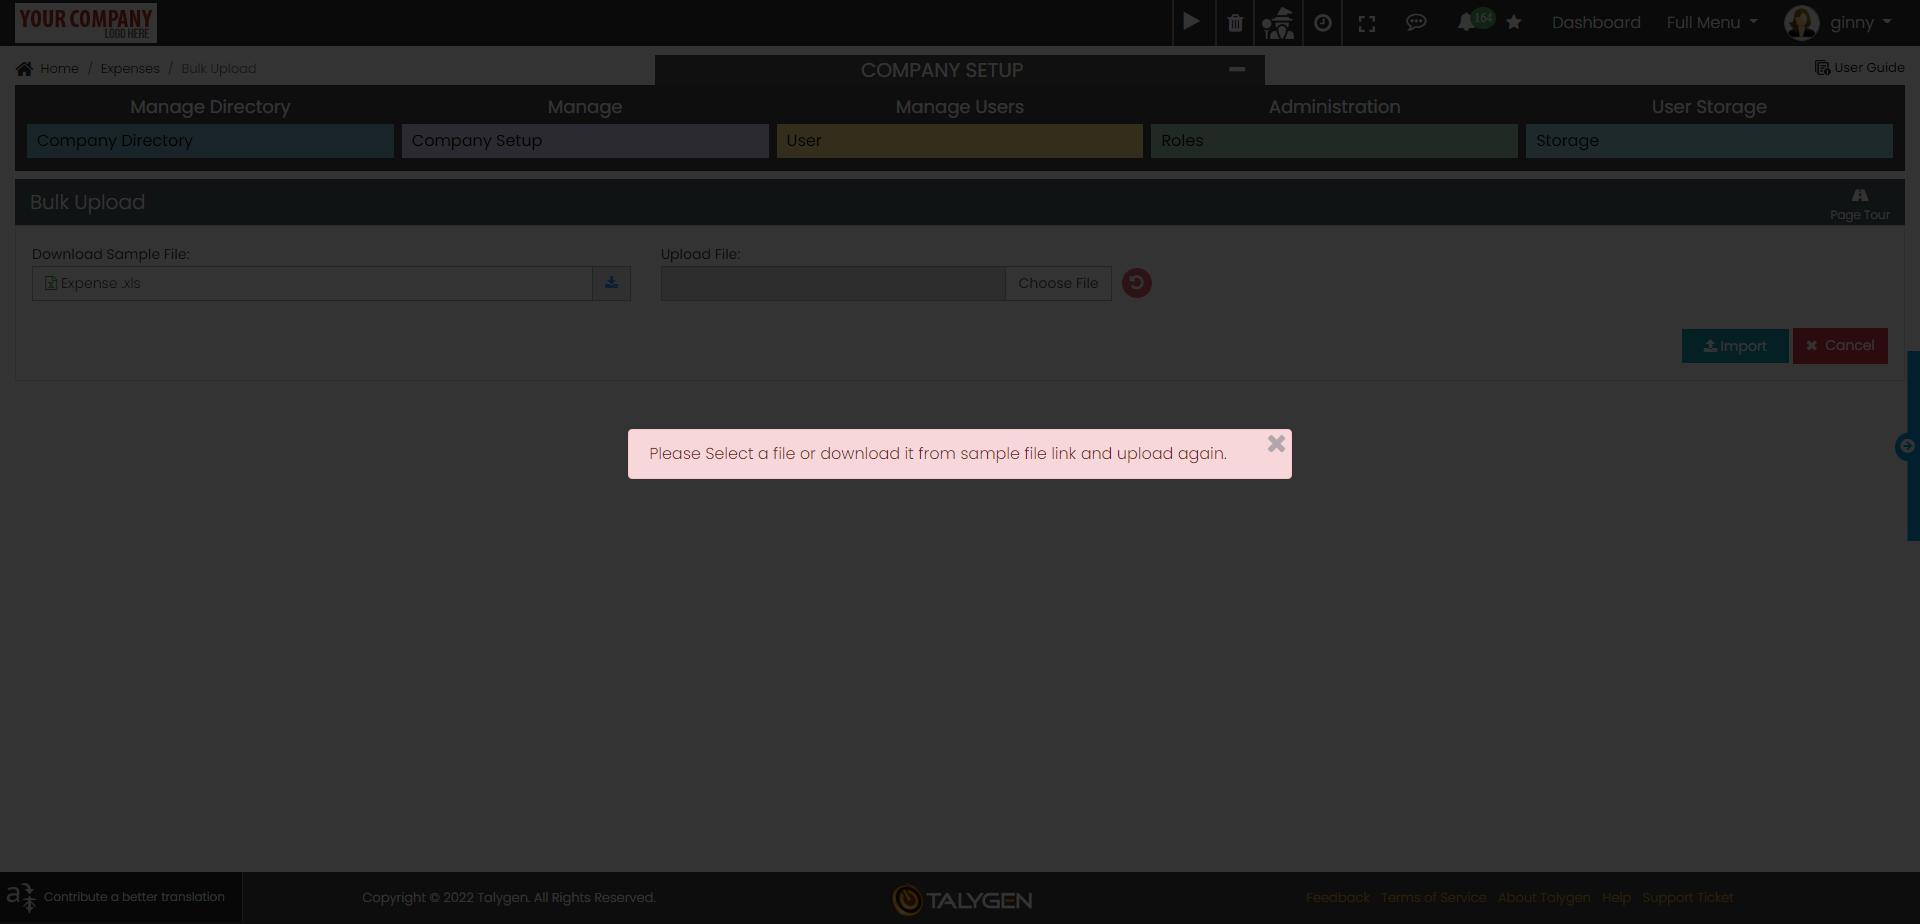 YOUR COMPANY
LOGO HERE
164
Dashboard
Full Menu
ginny
Home / Expenses / Bulk Upload
COMPANY SETUP
User Guide
Manage Directory
Manage
Manage Users
Administration
User Storage
Company Directory
Company Setup
User
Roles
Storage
Bulk Upload
Page Tour
Download Sample File:
Upload File:
Expense .xls
Choose File
Import
Cancel
Please Select a file or download it from sample file link and upload again.
Contribute a better translation
Copyright © 2022 Talygen. All Rights Reserved.
TALYGEN
Feedback Terms of Service About Talygen Help Support Ticket